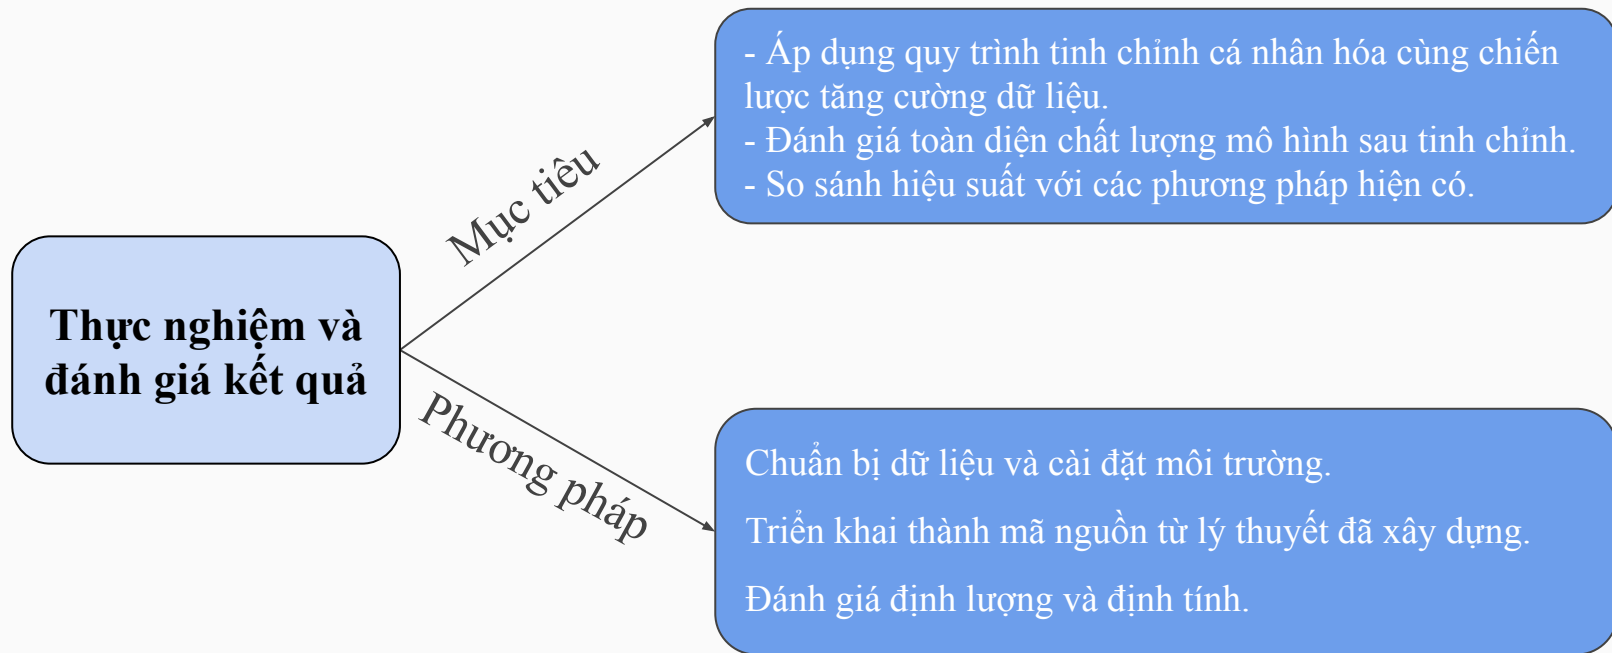 Thực nghiệm và
đánh giá kết quả
Mục tiêu
- Áp dụng quy trình tinh chỉnh cá nhân hóa cùng chiến
lược tăng cường dữ liệu.
- Đánh giá toàn diện chất lượng mô hình sau tinh chỉnh.
- So sánh hiệu suất với các phương pháp hiện có.
Phương pháp
Chuẩn bị dữ liệu và cài đặt môi trường.
Triển khai thành mã nguồn từ lý thuyết đã xây dựng.
Đánh giá định lượng và định tính.